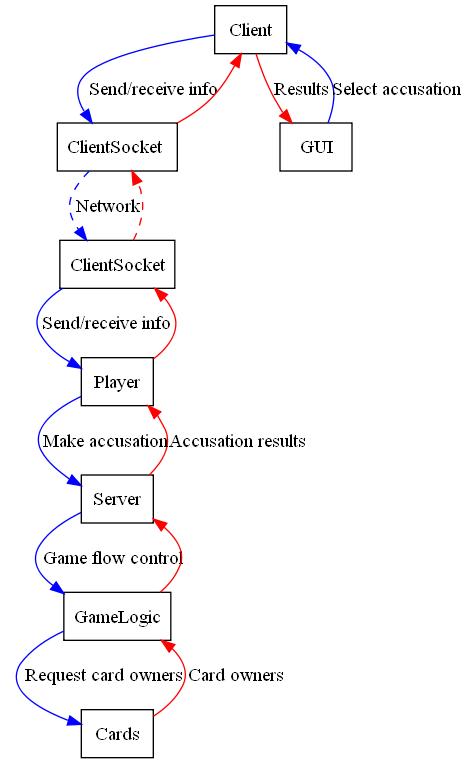 Client
Send/receive info
Results
Select accusation
ClientSocket
GUI
Network
ClientSocket
Send/receive info
Player
Make accusation
Accusation results
Server
Game flow control
GameLogic
Request card owners
Card owners
Cards